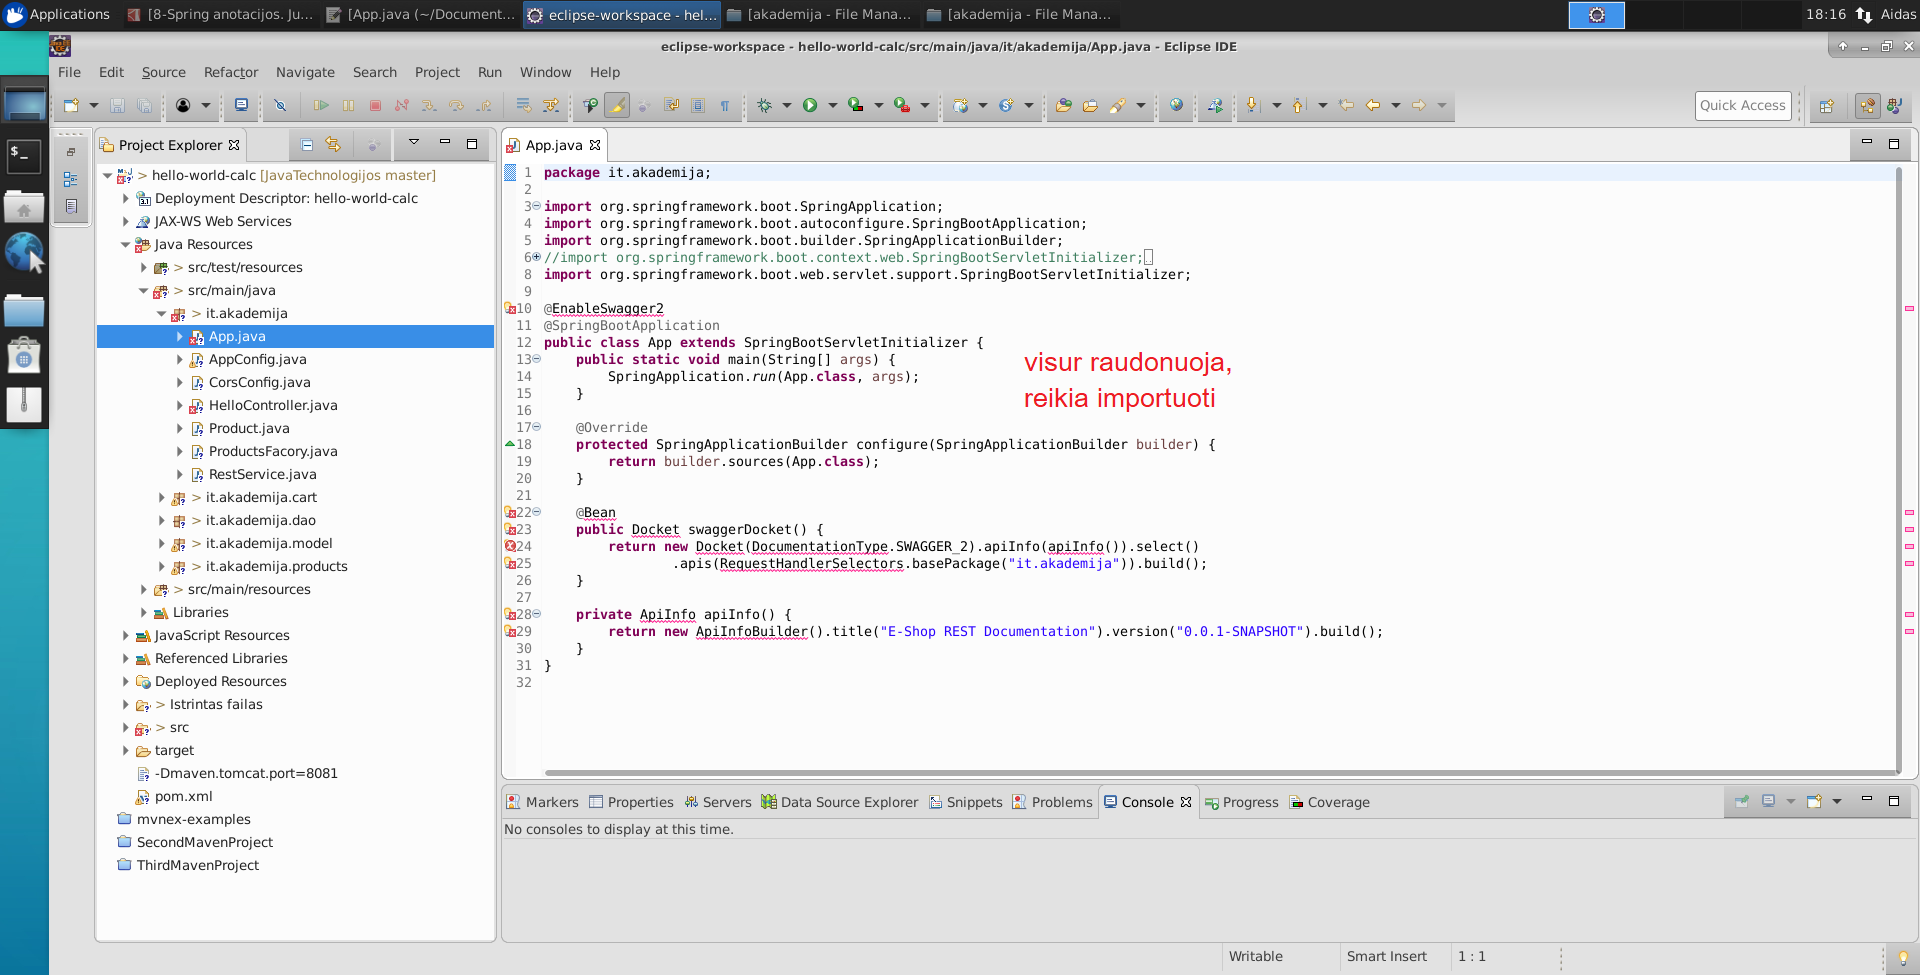 Applications
[8-Spring anotacijos. Ju...
[App.java (~/Document...
eclipse-workspace - hel...
[akademija - File Mana...
[akademija - File Mana...
18:16
Aidas
eclipse-workspace - hello-world-calc/src/main/java/it/akademija/App.java - Eclipse IDE
File Edit Source Refactor Navigate Search Project Run Window Help
Quick Access
Project Explorer
> hello-world-calc [JavaTechnologijos master]
Deployment Descriptor: hello-world-calc
JAX-WS Web Services
Java Resources
> src/test/resources
> src/main/java
> it.akademija
App.java
AppConfig.java
CorsConfig.java
HelloController.java
Product.java
ProductsFacory.java
RestService.java
> it.akademija.cart
> it.akademija.dao
> it.akademija.model
> it.akademija.products
> src/main/resources
Libraries
JavaScript Resources
Referenced Libraries
Deployed Resources
> Istrintas failas
> src
target
-Dmaven.tomcat.port=8081
pom.xml
mvnex-examples
SecondMavenProject
ThirdMavenProject
App.java
1 package it.akademija;
2
3 import org.springframework.boot.SpringApplication;
4 import org.springframework.boot.autoconfigure.SpringBootApplication;
5 import org.springframework.boot.builder.SpringApplicationBuilder;
6 //import org.springframework.boot.context.web.SpringBootServletInitializer;
8 import org.springframework.boot.web.servlet.support.SpringBootServletInitializer;
9
10 @EnableSwagger2
11 @SpringBootApplication
12 public class App extends SpringBootServletInitializer {
13 public static void main(String[] args) {
14 SpringApplication.run(App.class, args);
15 }
16
17 @Override
18 protected SpringApplicationBuilder configure(SpringApplicationBuilder builder) {
19 return builder.sources(App.class);
20 }
21
22 @Bean
23 public Docket swaggerDocket() {
24 return new Docket(DocumentationType.SWAGGER_2).apiInfo(apiInfo()).select()
25 .apis(RequestHandlerSelectors.basePackage("it.akademija")).build();
26 }
27
28 private ApiInfo apiInfo() {
29 return new ApiInfoBuilder().title("E-Shop REST Documentation").version("0.0.1-SNAPSHOT").build();
30 }
31 }
32
visur raudonuoja,
reikia importuoti
Markers Properties Servers Data Source Explorer Snippets Problems Console Progress Coverage
No consoles to display at this time.
Writable Smart Insert 1 : 1